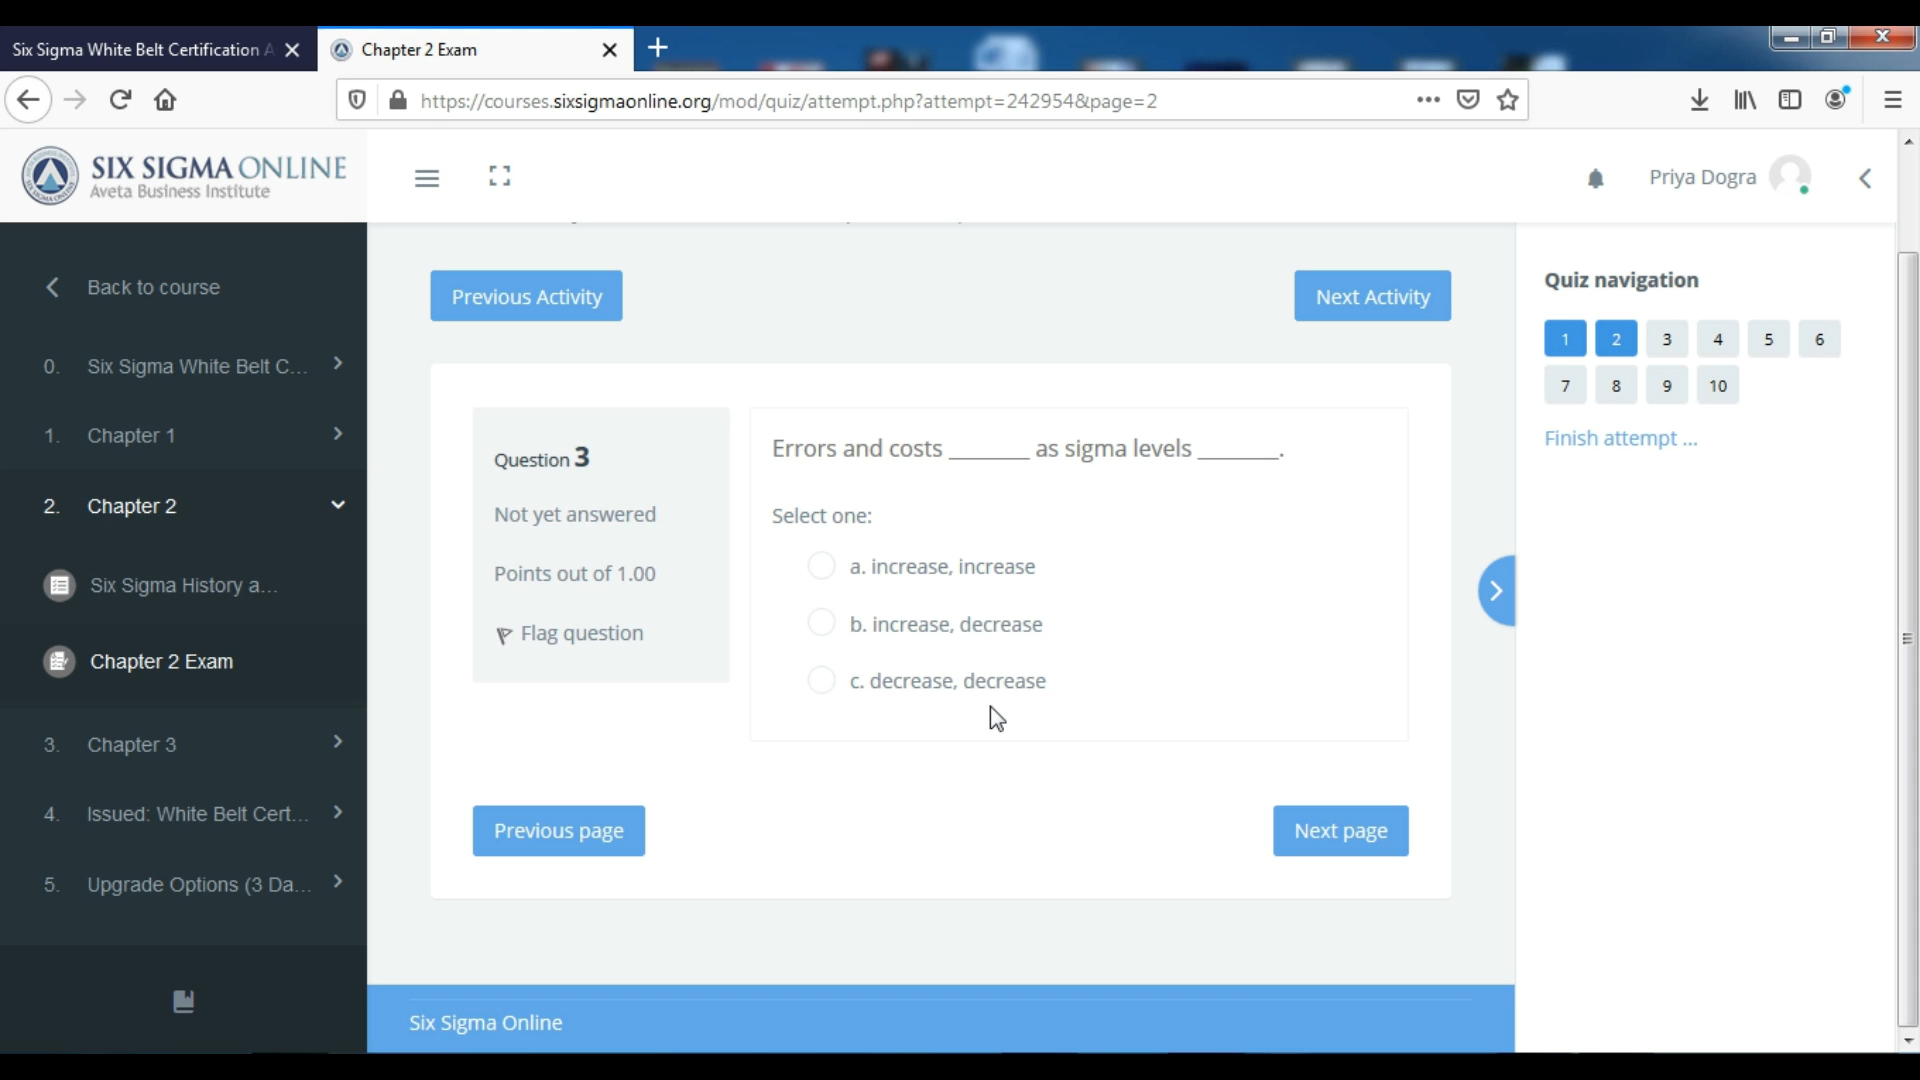 Six Sigma White Belt Certification A
Chapter 2 Exam
https://courses.sixsigmaonline.org/mod/quiz/attempt.php?attempt=242954&page=2
SIX SIGMA ONLINE
Aveta Business Institute
Priya Dogra
Back to course
0. Six Sigma White Belt C...
1. Chapter 1
2. Chapter 2
Six Sigma History a...
Chapter 2 Exam
3. Chapter 3
4. Issued: White Belt Cert...
5. Upgrade Options (3 Da...
Previous Activity
Next Activity
Question 3
Not yet answered
Points out of 1.00
Flag question
Errors and costs _______ as sigma levels _______.
Select one:
a. increase, increase
b. increase, decrease
c. decrease, decrease
Previous page
Next page
Quiz navigation
1 2 3 4 5 6
7 8 9 10
Finish attempt ...
Six Sigma Online